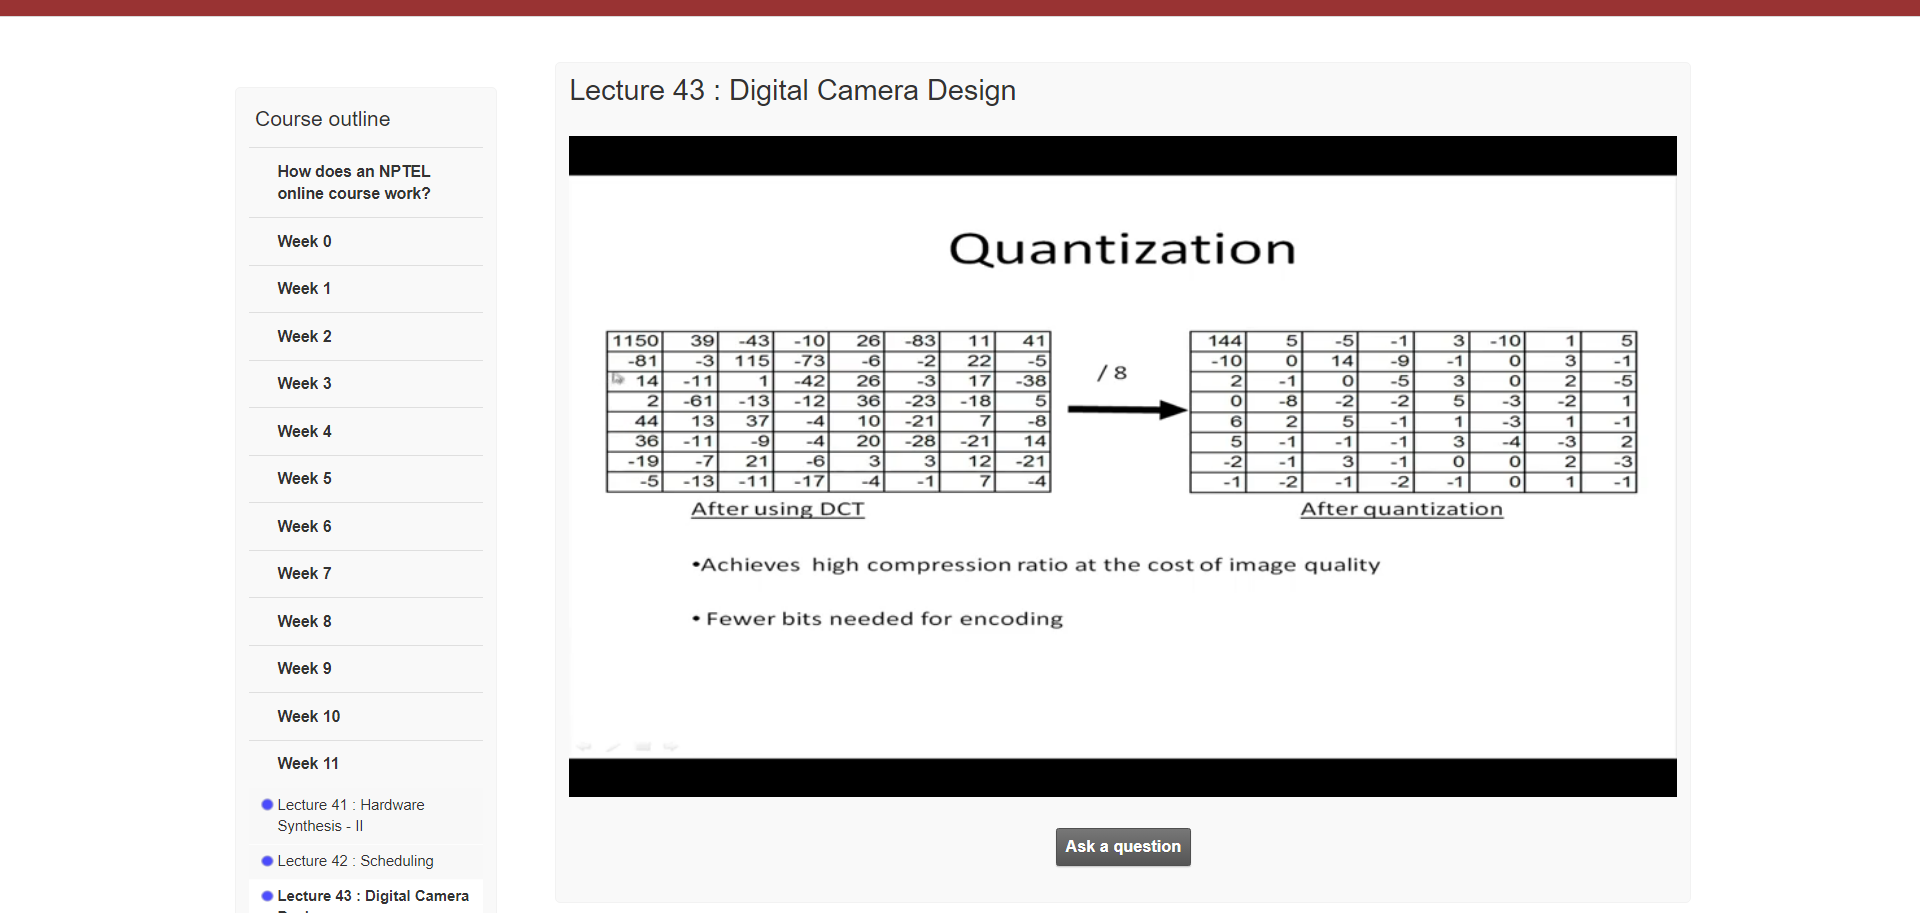 Course outline
How does an NPTEL
online course work?
Week 0
Week 1
Week 2
Week 3
Week 4
Week 5
Week 6
Week 7
Week 8
Week 9
Week 10
Week 11
Lecture 41 : Hardware
Synthesis - II
Lecture 42 : Scheduling
Lecture 43 : Digital Camera
Lecture 43 : Digital Camera Design
Quantization
1150 39 -43 -10 26 -83 11 41
-81 -3 115 -73 -6 -2 22 -5
14 -11 1 -42 26 -3 17 -38
2 -61 -13 -12 36 -23 -18 5
44 13 37 -4 10 -21 7 -8
36 -11 -9 -4 20 -28 -21 14
-19 -7 21 -6 3 3 12 -21
-5 -13 -11 -17 -4 -1 7 -4
After using DCT
/ 8
144 5 -5 -1 3 -10 1 5
-10 0 14 -9 -1 0 3 -1
2 -1 0 -5 3 0 2 -5
0 -8 -2 -2 5 -3 -2 1
6 2 5 -1 1 -3 1 -1
5 -1 -1 -1 3 -4 -3 2
-2 -1 3 -1 0 0 2 -3
-1 -2 -1 -2 -1 0 1 -1
After quantization
•Achieves high compression ratio at the cost of image quality
• Fewer bits needed for encoding
Ask a question